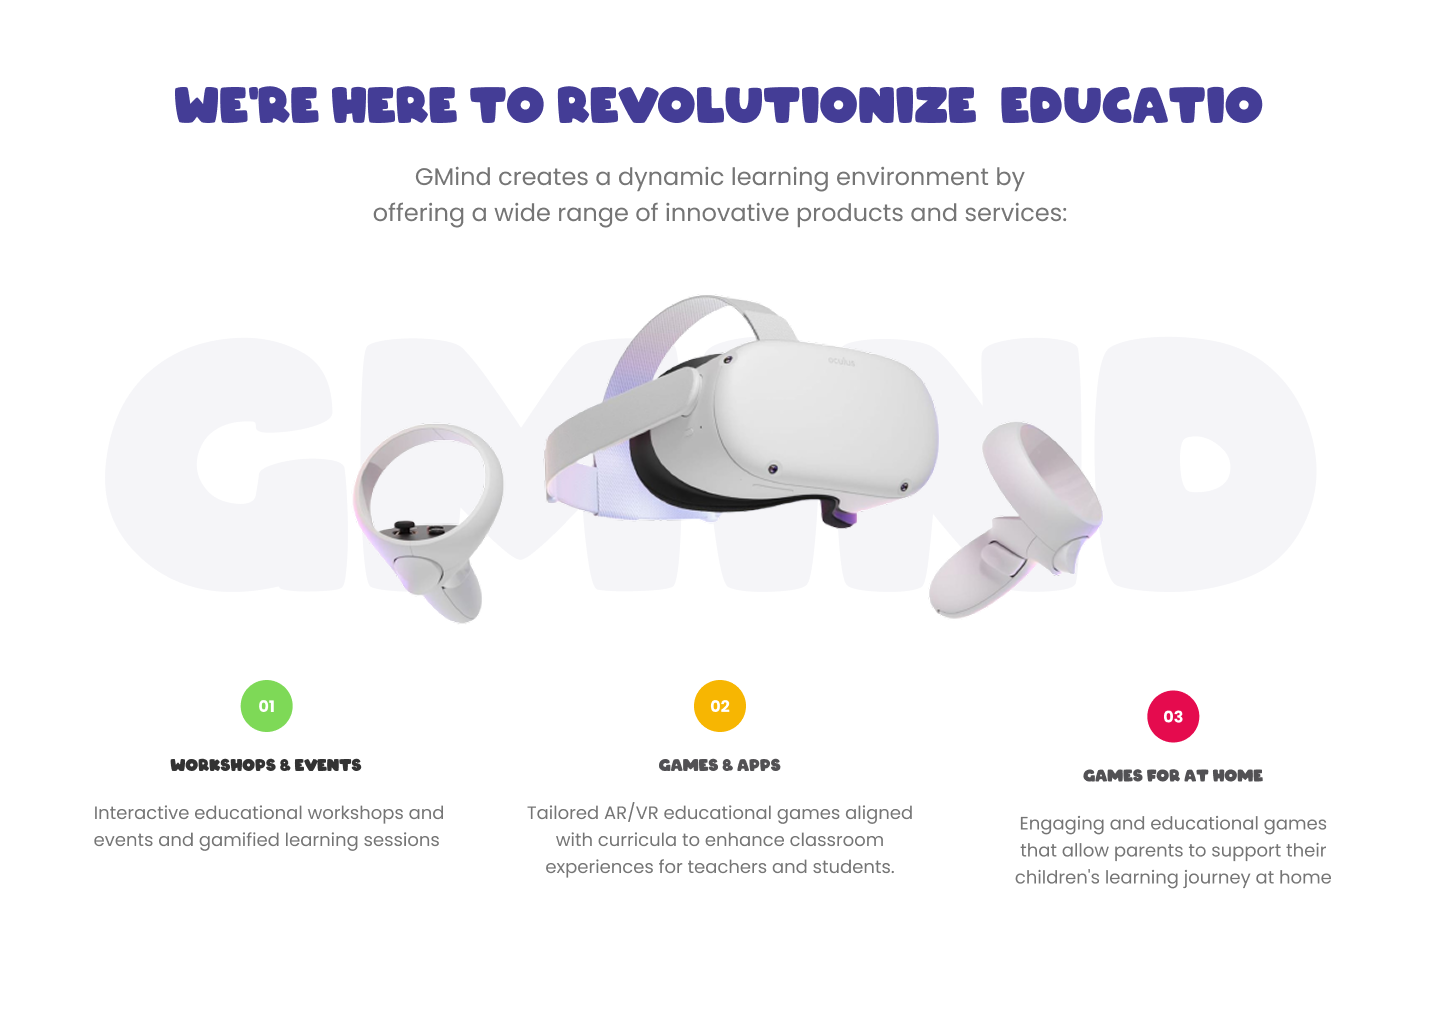 WE'RE HERE TO REVOLUTIONIZE EDUCATIO
GMind creates a dynamic learning environment by
offering a wide range of innovative products and services:
GMIND
oculus
01
WORKSHOPS & EVENTS
Interactive educational workshops and
events and gamified learning sessions
02
GAMES & APPS
Tailored AR/VR educational games aligned
with curricula to enhance classroom
experiences for teachers and students.
03
GAMES FOR AT HOME
Engaging and educational games
that allow parents to support their
children's learning journey at home